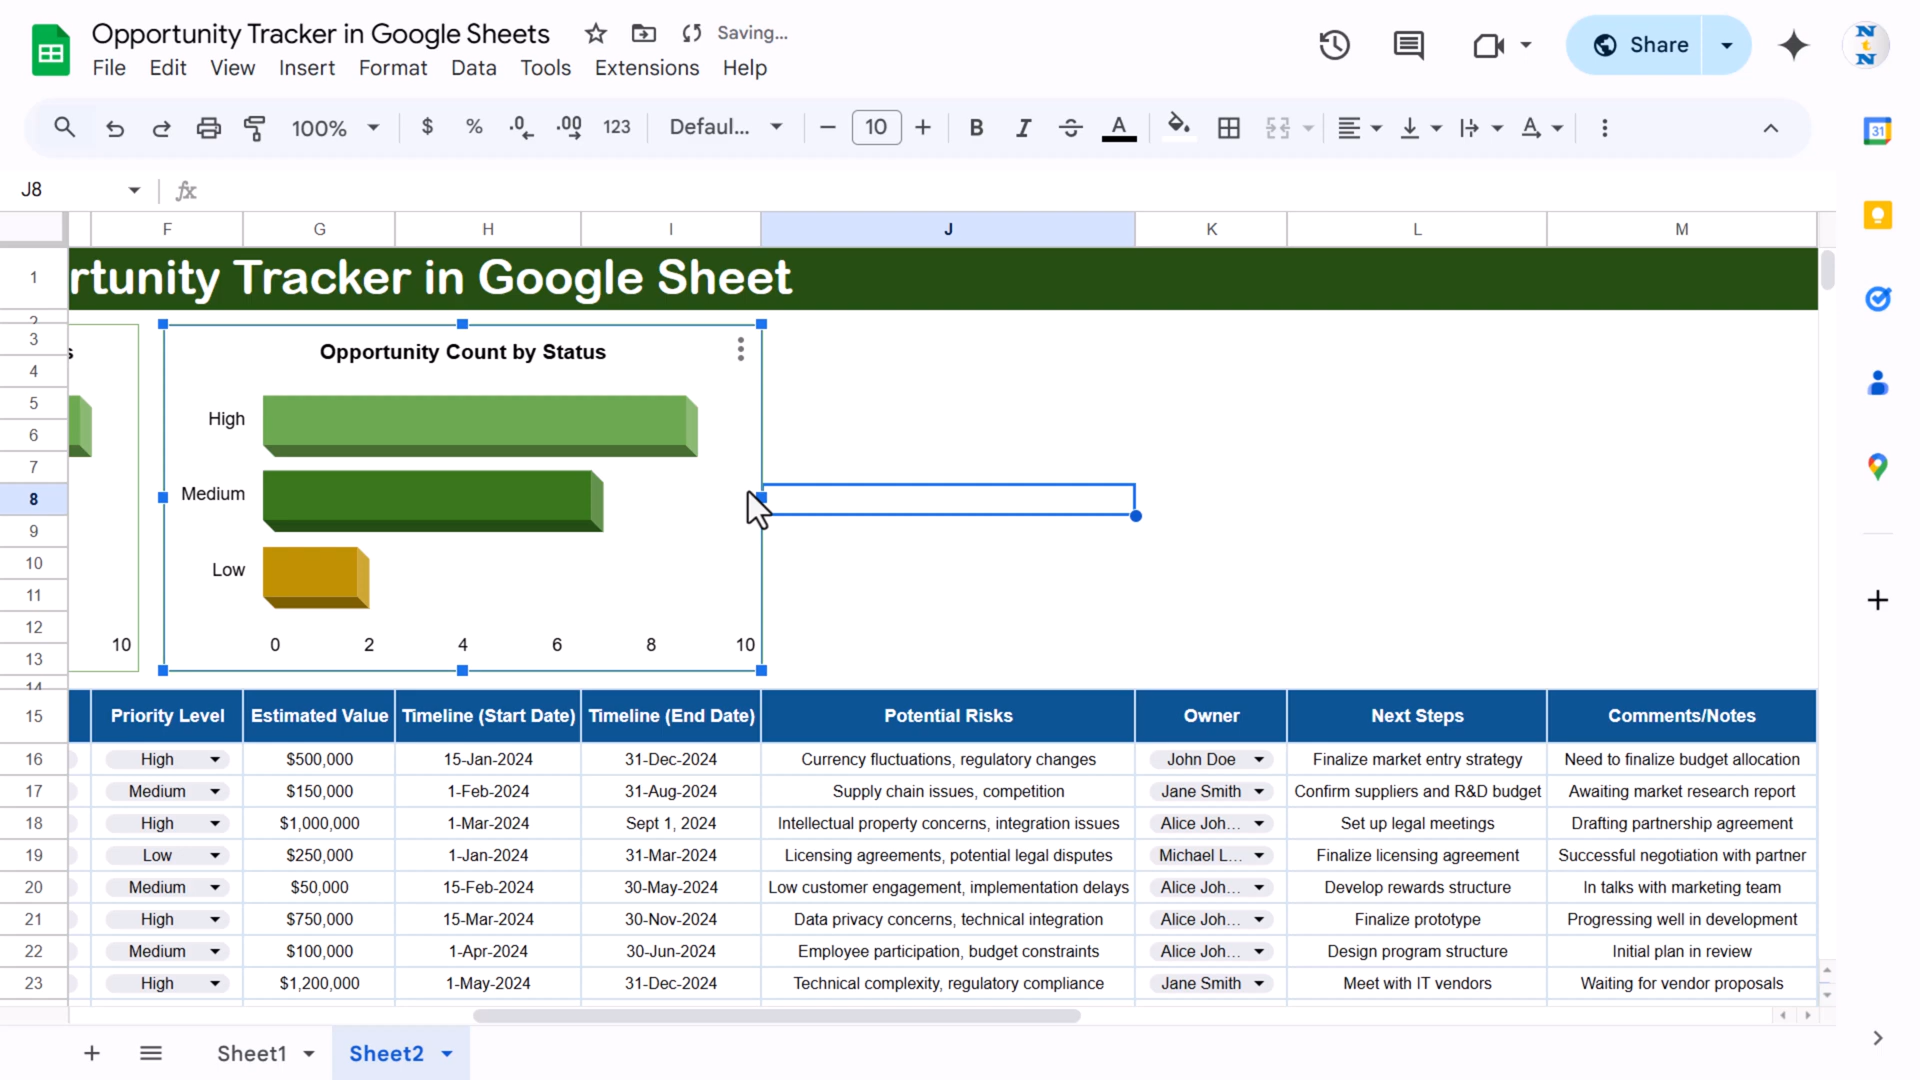 Opportunity Tracker in Google Sheets Saving...
File Edit View Insert Format Data Tools Extensions Help
Share
N t N
100% $ % .0 .00 123 Defaul... 10 B I A A
31
J8 fx
F G H I J K L M
1 rtunity Tracker in Google Sheet
2
3 s Opportunity Count by Status
4
5 High
6
7
8 Medium
9
10 Low
11
12 10 0 2 4 6 8 10
13
14
15 Priority Level Estimated Value Timeline (Start Date) Timeline (End Date) Potential Risks Owner Next Steps Comments/Notes
16 High $500,000 15-Jan-2024 31-Dec-2024 Currency fluctuations, regulatory changes John Doe Finalize market entry strategy Need to finalize budget allocation
17 Medium $150,000 1-Feb-2024 31-Aug-2024 Supply chain issues, competition Jane Smith Confirm suppliers and R&D budget Awaiting market research report
18 High $1,000,000 1-Mar-2024 Sept 1, 2024 Intellectual property concerns, integration issues Alice Joh... Set up legal meetings Drafting partnership agreement
19 Low $250,000 1-Jan-2024 31-Mar-2024 Licensing agreements, potential legal disputes Michael L... Finalize licensing agreement Successful negotiation with partner
20 Medium $50,000 15-Feb-2024 30-May-2024 Low customer engagement, implementation delays Alice Joh... Develop rewards structure In talks with marketing team
21 High $750,000 15-Mar-2024 30-Nov-2024 Data privacy concerns, technical integration Alice Joh... Finalize prototype Progressing well in development
22 Medium $100,000 1-Apr-2024 30-Jun-2024 Employee participation, budget constraints Alice Joh... Design program structure Initial plan in review
23 High $1,200,000 1-May-2024 31-Dec-2024 Technical complexity, regulatory compliance Jane Smith Meet with IT vendors Waiting for vendor proposals
Sheet1 Sheet2